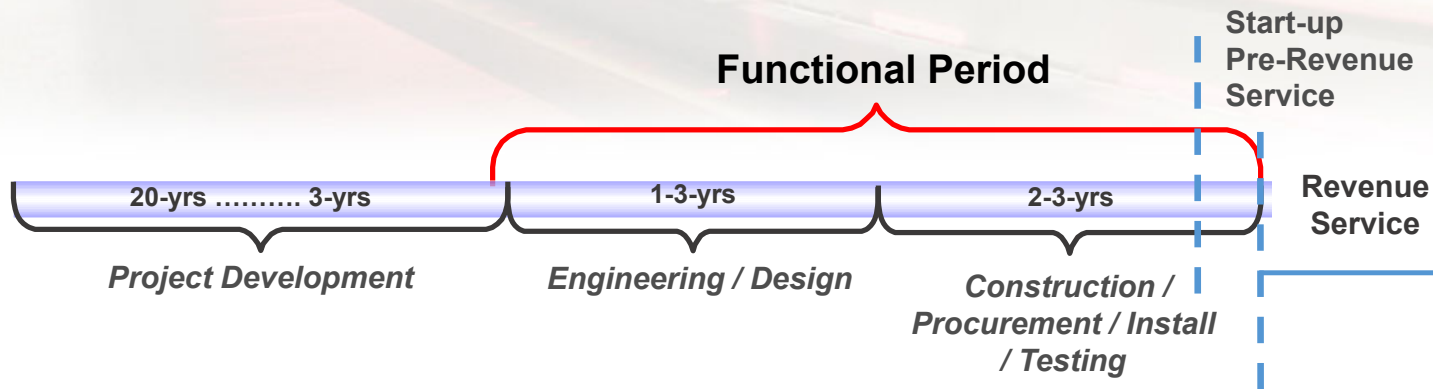 Start-up
Pre-Revenue
Service
Functional Period
20-yrs .......... 3-yrs
1-3-yrs
2-3-yrs
Revenue
Service
Project Development
Engineering / Design
Construction /
Procurement / Install
/ Testing